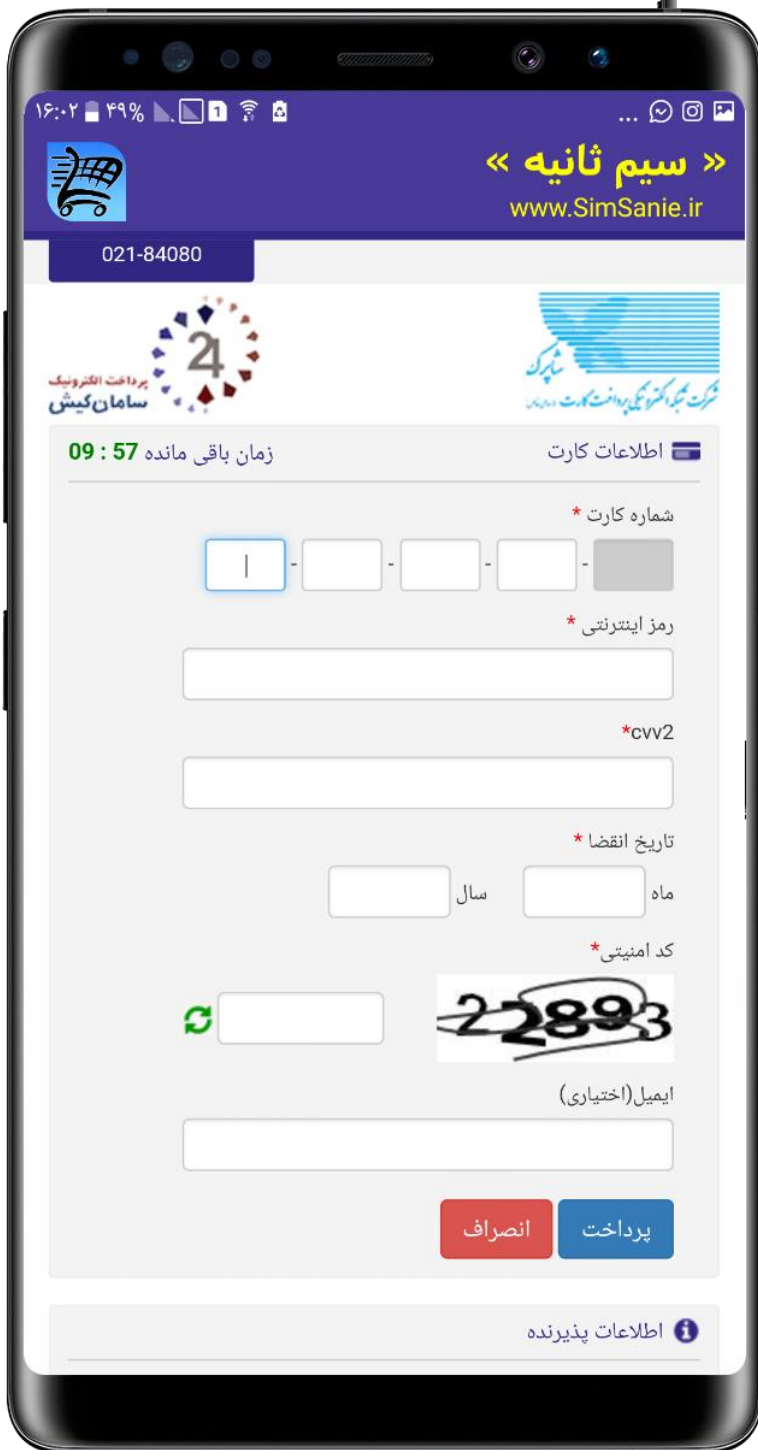 ۱۶:۰۲ ۴۹% 1 ...
« سیم ثانیه »
www.SimSanie.ir
021-84080
شاپرک
شرکت شبکه الکترونیکی پرداخت کارت
24
پرداخت الکترونیک
سامان کیش
اطلاعات کارت
زمان باقی مانده 09 : 57
شماره کارت *
- - - -
رمز اینترنتی *
cvv2*
تاریخ انقضا *
ماه سال
کد امنیتی*
22893
ایمیل(اختیاری)
پرداخت انصراف
اطلاعات پذیرنده